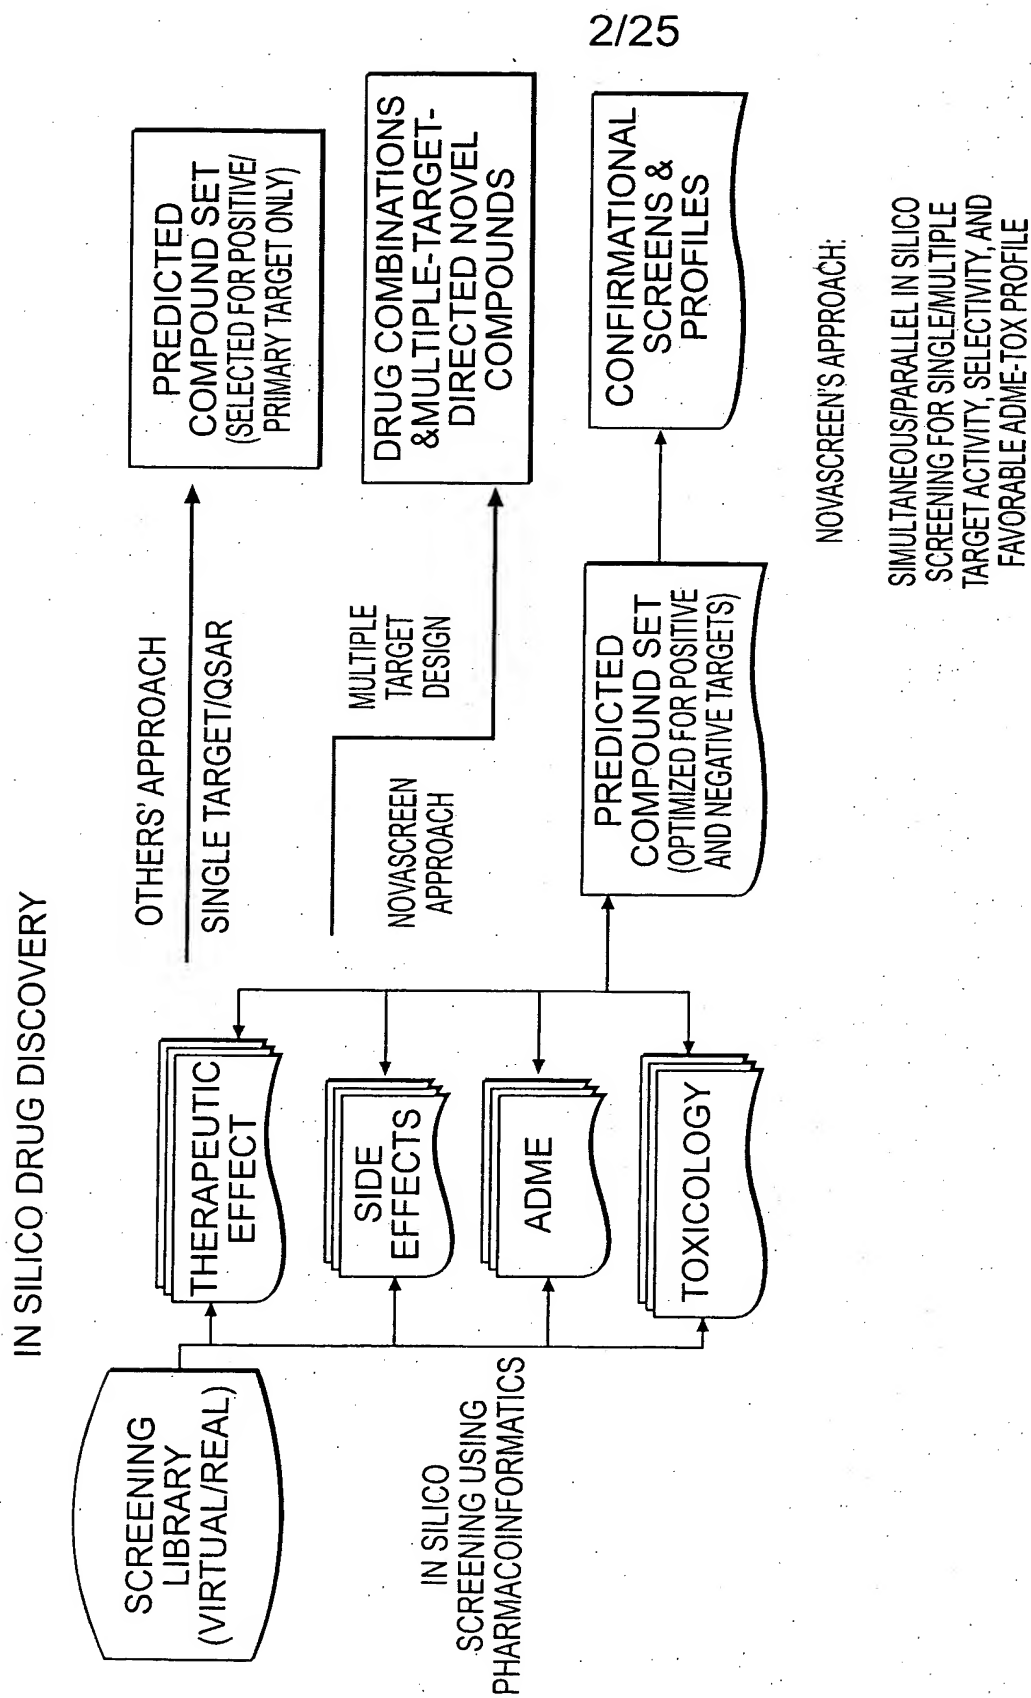 2/25
IN SILICO DRUG DISCOVERY
SCREENING
LIBRARY
(VIRTUAL/REAL)
IN SILICO
SCREENING USING
PHARMACOINFORMATICS
THERAPEUTIC
EFFECT
SIDE
EFFECTS
ADME
TOXICOLOGY
OTHERS' APPROACH
SINGLE TARGET/QSAR
PREDICTED
COMPOUND SET
(SELECTED FOR POSITIVE/
PRIMARY TARGET ONLY)
NOVASCREEN
APPROACH
MULTIPLE
TARGET
DESIGN
DRUG COMBINATIONS
&MULTIPLE-TARGET-
DIRECTED NOVEL
COMPOUNDS
PREDICTED
COMPOUND SET
(OPTIMIZED FOR POSITIVE
AND NEGATIVE TARGETS)
CONFIRMATIONAL
SCREENS &
PROFILES
NOVASCREEN'S APPROACH:
SIMULTANEOUS/PARALLEL IN SILICO
SCREENING FOR SINGLE/MULTIPLE
TARGET ACTIVITY, SELECTIVITY, AND
FAVORABLE ADME-TOX PROFILE